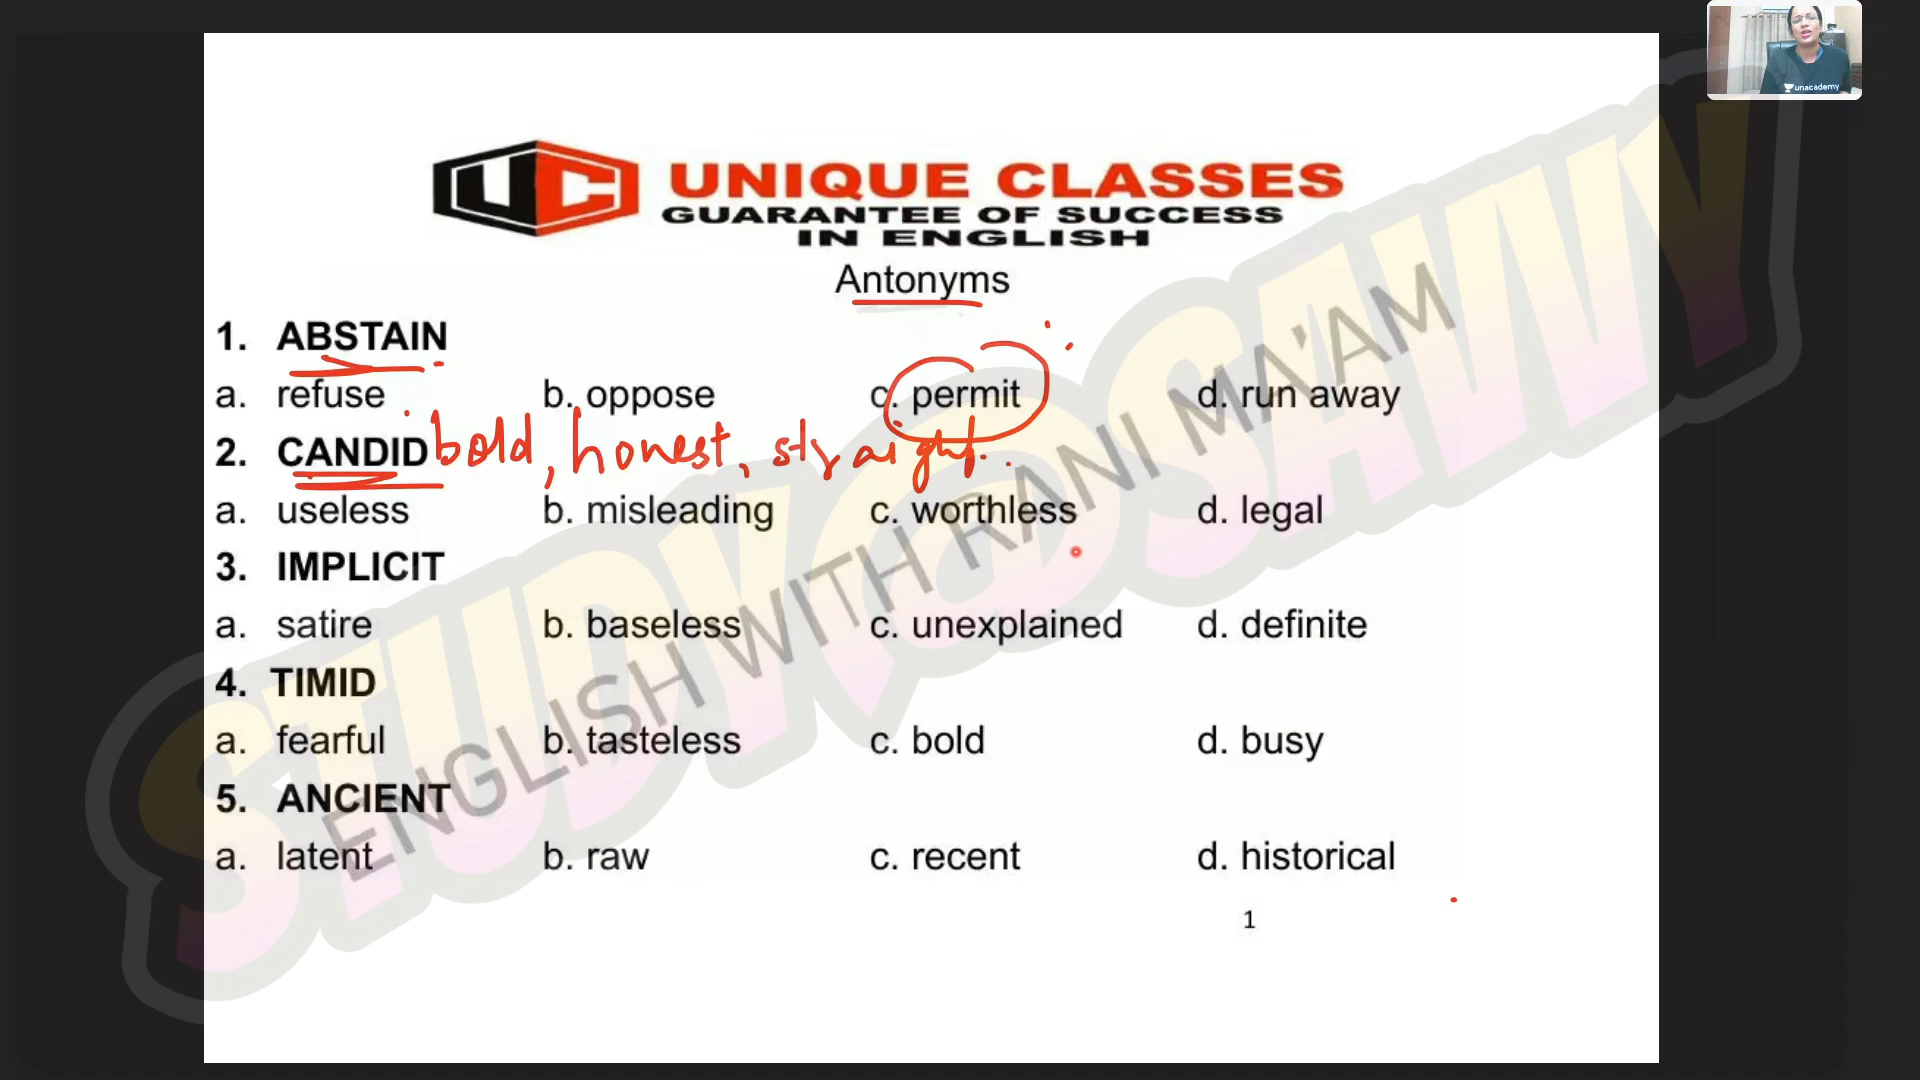 unacademy
UC UNIQUE CLASSES
GUARANTEE OF SUCCESS
IN ENGLISH
Antonyms
1. ABSTAIN
a. refuse b. oppose c. permit d. run away
2. CANDID bold, honest, straight..
a. useless b. misleading c. worthless d. legal
3. IMPLICIT
a. satire b. baseless c. unexplained d. definite
4. TIMID
a. fearful b. tasteless c. bold d. busy
5. ANCIENT
a. latent b. raw c. recent d. historical
1
STUDY@SAVVY
ENGLISH WITH RANI MA'AM